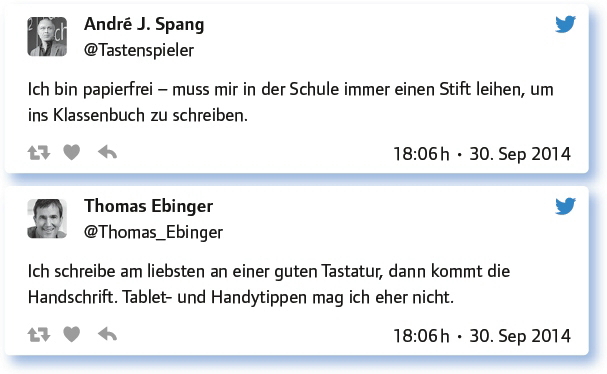 André J. Spang
@Tastenspieler
Ich bin papierfrei – muss mir in der Schule immer einen Stift leihen, um
ins Klassenbuch zu schreiben.
18:06 h · 30. Sep 2014
Thomas Ebinger
@Thomas_Ebinger
Ich schreibe am liebsten an einer guten Tastatur, dann kommt die
Handschrift. Tablet- und Handytippen mag ich eher nicht.
18:06 h · 30. Sep 2014